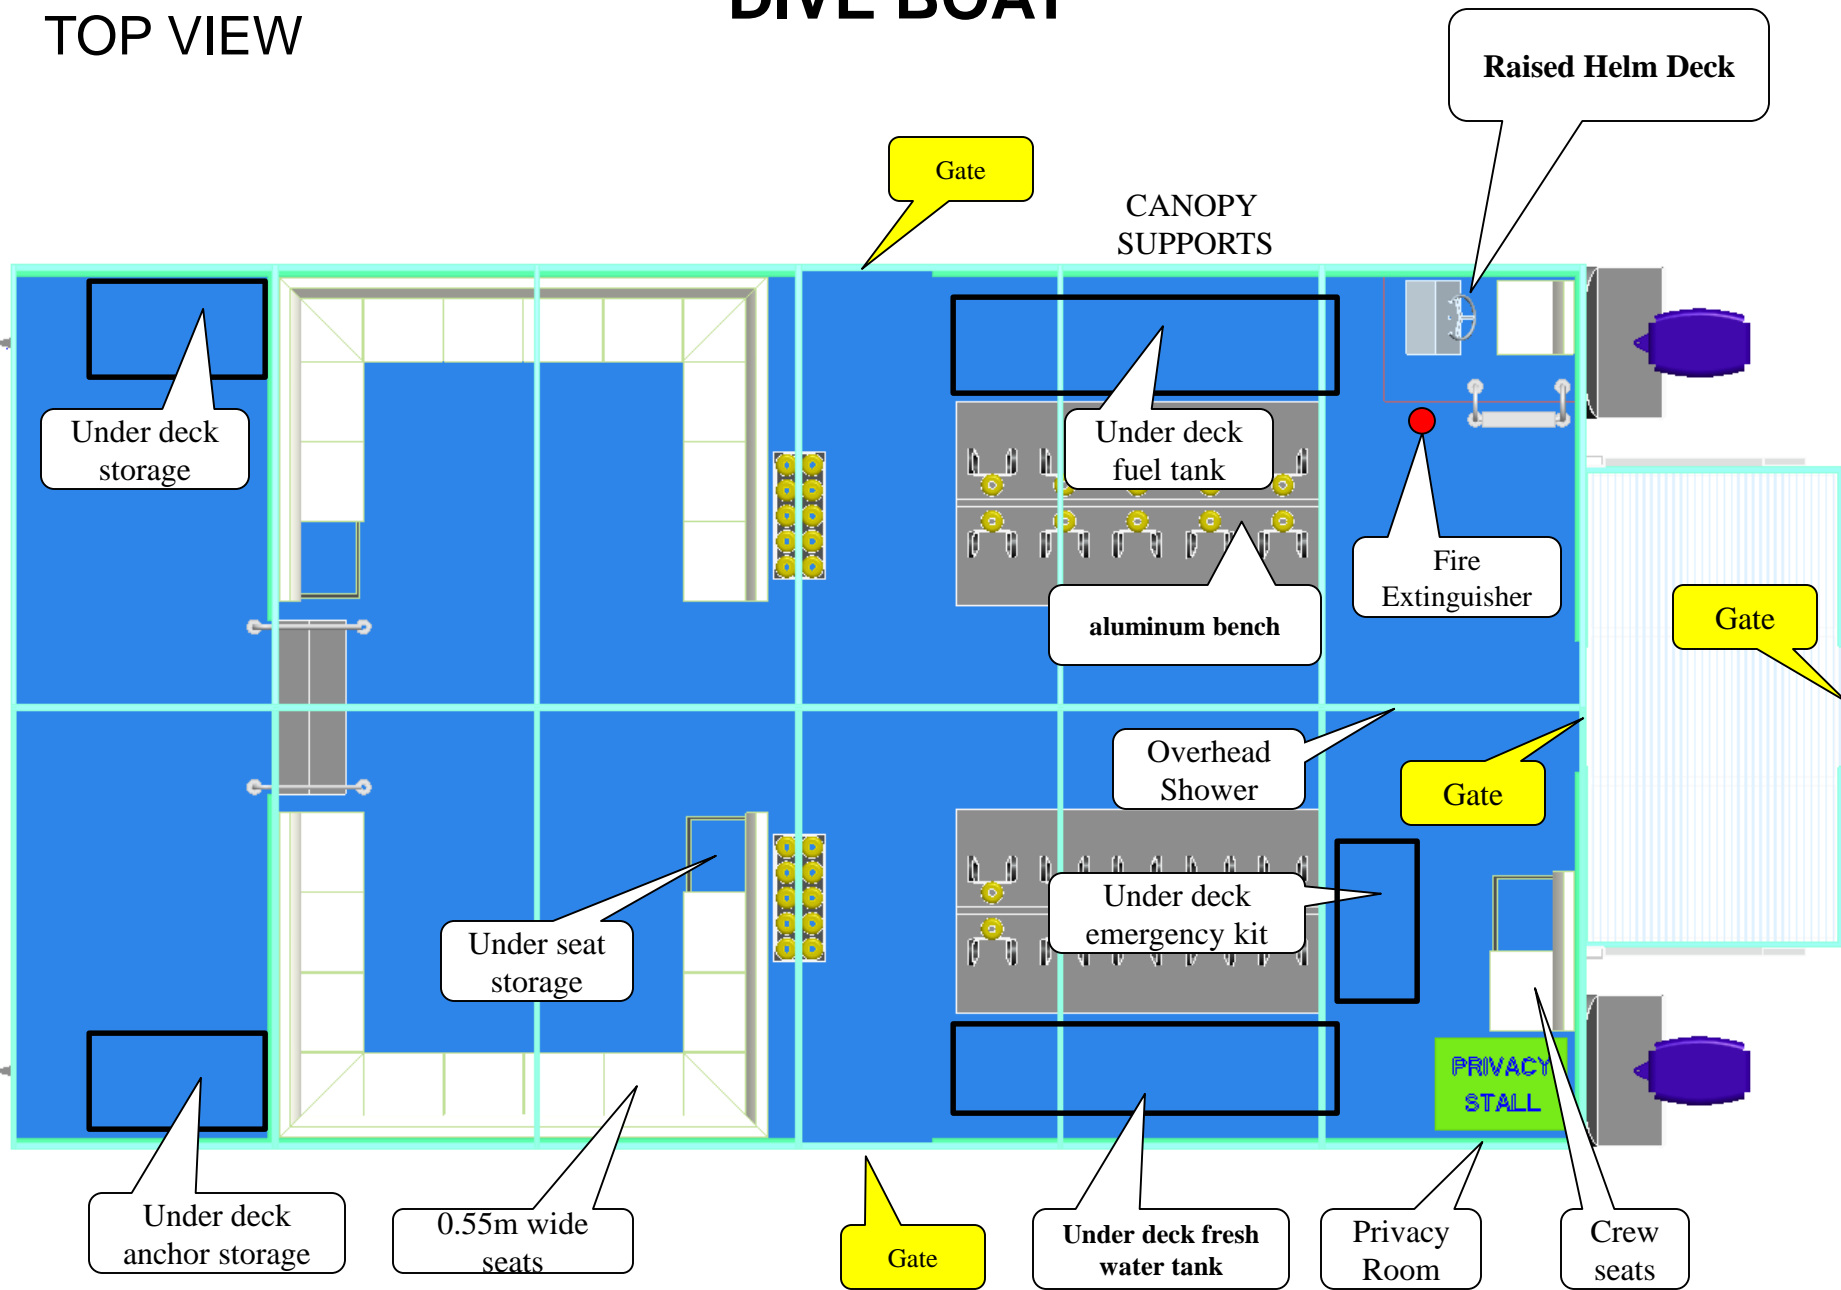 DIVE BOAT
TOP VIEW
Raised Helm Deck
Gate
CANOPY
SUPPORTS
Under deck
storage
Under deck
fuel tank
Fire
Extinguisher
aluminum bench
Gate
Overhead
Shower
Gate
Under deck
emergency kit
Under seat
storage
PRIVACY
STALL
Under deck
anchor storage
0.55m wide
seats
Gate
Under deck fresh
water tank
Privacy
Room
Crew
seats